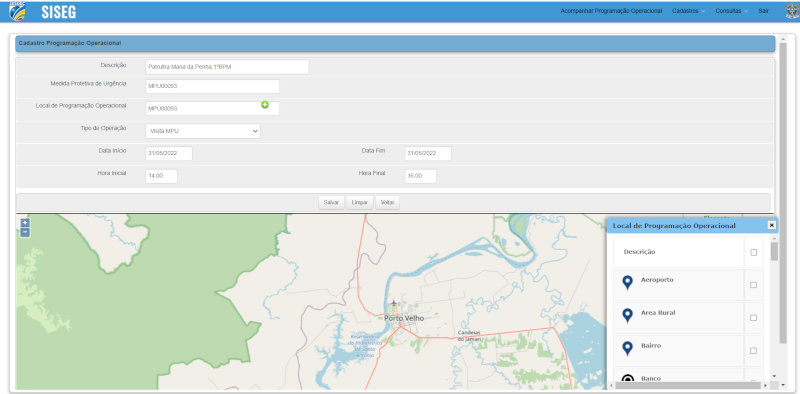 SISEG
Acompanhar Programação Operacional Cadastros Consultas Sair
Cadastro Programação Operacional
Descrição Patrulha Maria da Penha 1ºBPM
Medida Protetiva de Urgência MPU00093
Local de Programação Operacional MPU00093
Tipo de Operação Visita MPU
Data Início 31/05/2022 Data Fim 31/05/2022
Hora Inicial 14:00 Hora Final 16:00
Salvar Limpar Voltar
+
−
Local de Programação Operacional ×
Descrição
Aeroporto
Area Rural
Bairro
Banco
Porto Velho
Candeias
do Jamari